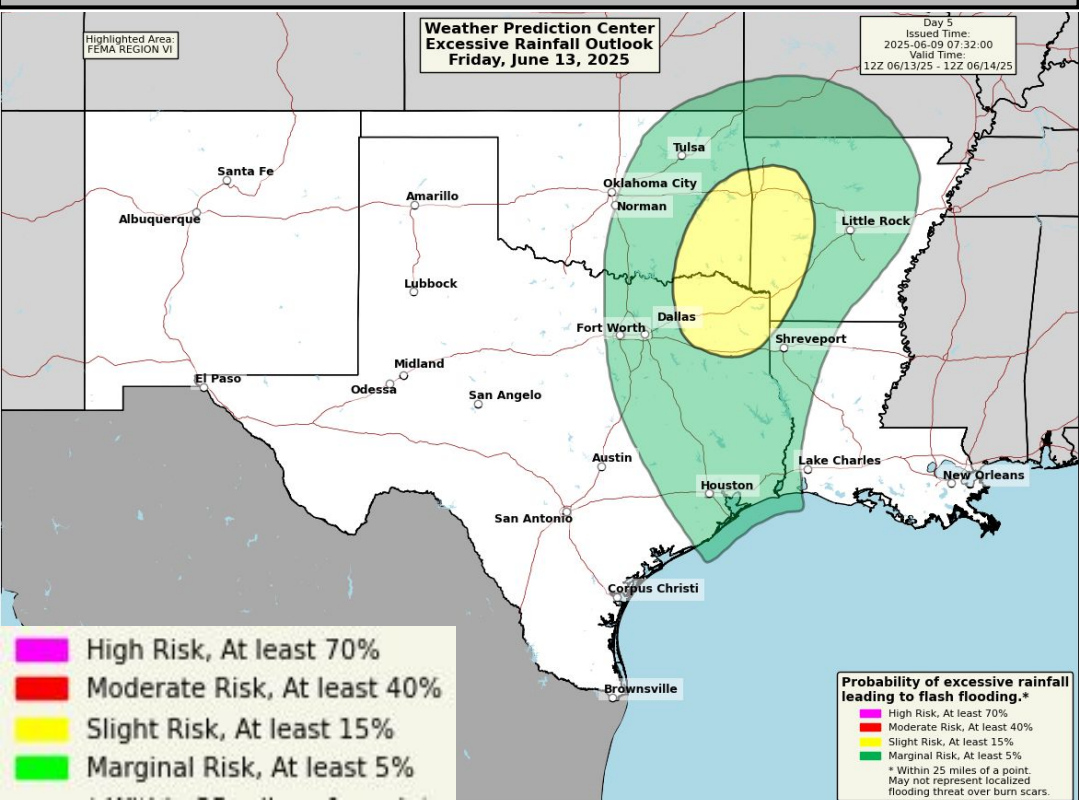 Highlighted Area:
FEMA REGION VI
Weather Prediction Center
Excessive Rainfall Outlook
Friday, June 13, 2025
Day 5
Issued Time:
2025-06-09 07:32:00
Valid Time:
12Z 06/13/25 - 12Z 06/14/25
Tulsa
Santa Fe
Oklahoma City
Amarillo
Norman
Albuquerque
Little Rock
Lubbock
Dallas
Fort Worth
Shreveport
Midland
El Paso
Odessa
San Angelo
Austin
Lake Charles
New Orleans
Houston
San Antonio
Corpus Christi
Brownsville
High Risk, At least 70%
Moderate Risk, At least 40%
Slight Risk, At least 15%
Marginal Risk, At least 5%
Probability of excessive rainfall
leading to flash flooding.*
High Risk, At least 70%
Moderate Risk, At least 40%
Slight Risk, At least 15%
Marginal Risk, At least 5%
* Within 25 miles of a point.
May not represent localized
flooding threat over burn scars.